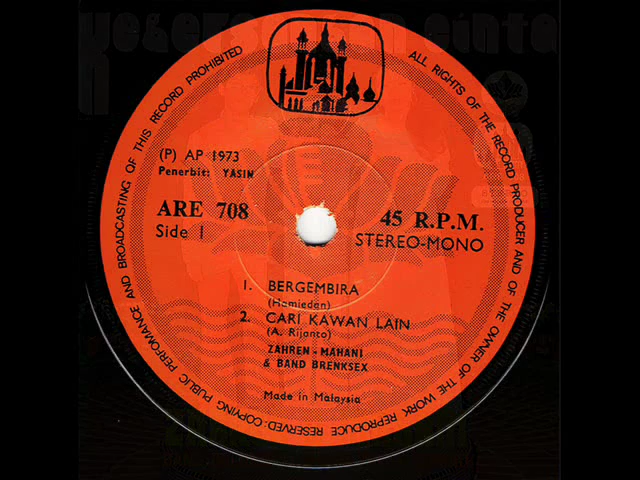 ALL RIGHTS OF THE RECORD PRODUCER AND OF THE OWNER OF THE WORK REPRODUCE RESERVED: COPYING PUBLIC PERFOMANCE AND BROADCASTING OF THIS RECORD PROHIBITED
(P) AP 1973
Penerbit: YASIN
ARE 708
45 R.P.M.
Side 1
STEREO-MONO
1. BERGEMBIRA
(Hamiedan)
2. CARI KAWAN LAIN
(A. Rijanto)
ZAHREN - MAHANI
& BAND BRENKSEX
Made in Malaysia